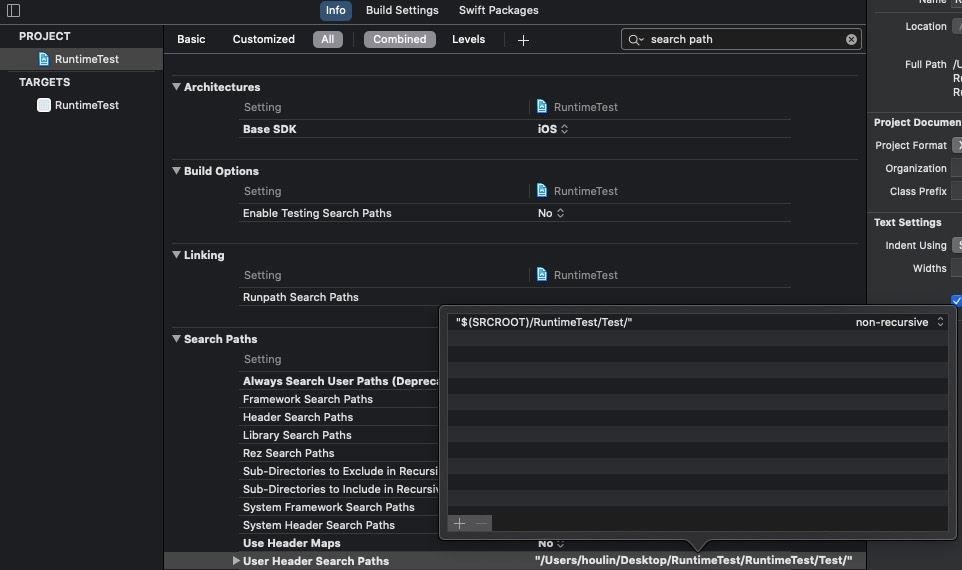 Info Build Settings Swift Packages
PROJECT
RuntimeTest
TARGETS
RuntimeTest
Basic Customized All Combined Levels + search path
Architectures
Setting RuntimeTest
Base SDK iOS
Build Options
Setting RuntimeTest
Enable Testing Search Paths No
Linking
Setting RuntimeTest
Runpath Search Paths
"$(SRCROOT)/RuntimeTest/Test/" non-recursive
Search Paths
Setting
Always Search User Paths (Depreca
Framework Search Paths
Header Search Paths
Library Search Paths
Rez Search Paths
Sub-Directories to Exclude in Recursi
Sub-Directories to Include in Recursiv
System Framework Search Paths
System Header Search Paths
Use Header Maps No
User Header Search Paths "/Users/houlin/Desktop/RuntimeTest/RuntimeTest/Test/"
Name
Location
Full Path /U
Ru
Ru
Project Documen
Project Format X
Organization
Class Prefix
Text Settings
Indent Using S
Widths